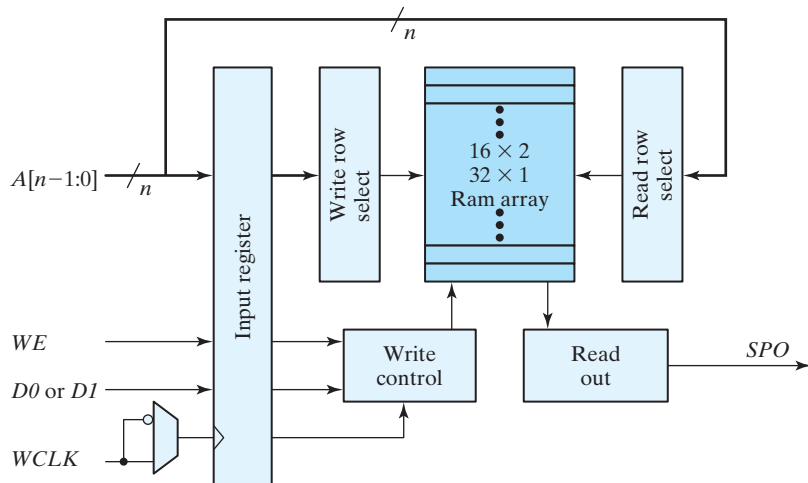 n
A[n−1:0]
n
Input register
Write row
select
16 × 2
32 × 1
Ram array
Read row
select
WE
D0 or D1
WCLK
Write
control
Read
out
SPO